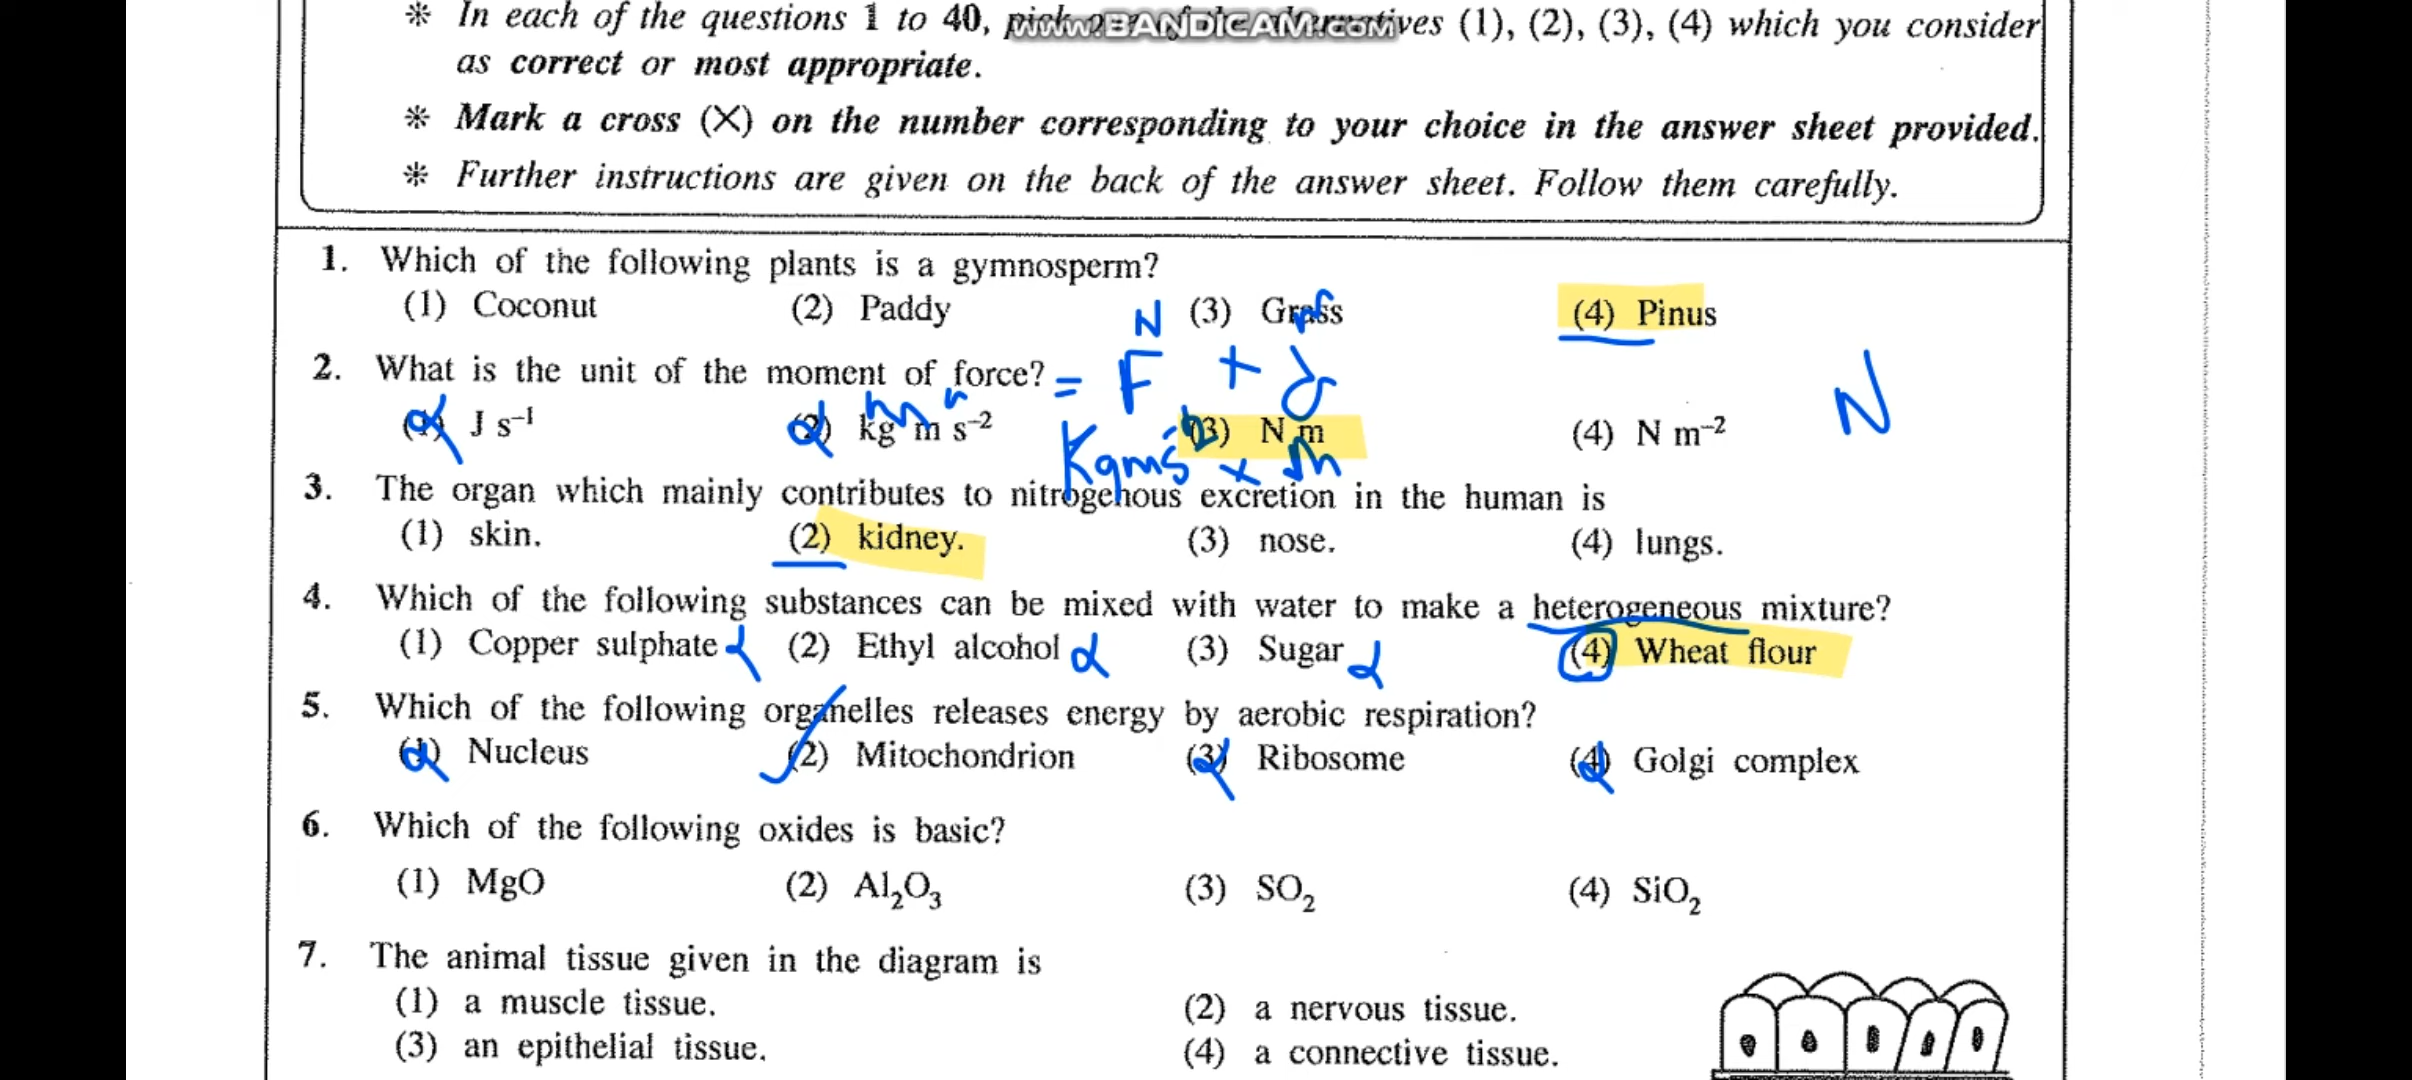 * In each of the questions 1 to 40, pick one of the alternatives (1), (2), (3), (4) which you consider
www.BANDICAM.com
as correct or most appropriate.
* Mark a cross (X) on the number corresponding to your choice in the answer sheet provided.
* Further instructions are given on the back of the answer sheet. Follow them carefully.
1. Which of the following plants is a gymnosperm?
(1) Coconut (2) Paddy (3) Grass (4) Pinus
N
2. What is the unit of the moment of force? = F × d N
(1) J s⁻¹ (2) kg m s⁻² (3) N m (4) N m⁻²
Kgms⁻² × m
3. The organ which mainly contributes to nitrogenous excretion in the human is
(1) skin. (2) kidney. (3) nose. (4) lungs.
4. Which of the following substances can be mixed with water to make a heterogeneous mixture?
(1) Copper sulphate (2) Ethyl alcohol (3) Sugar (4) Wheat flour
5. Which of the following organelles releases energy by aerobic respiration?
(1) Nucleus (2) Mitochondrion (3) Ribosome (4) Golgi complex
6. Which of the following oxides is basic?
(1) MgO (2) Al₂O₃ (3) SO₂ (4) SiO₂
7. The animal tissue given in the diagram is
(1) a muscle tissue. (2) a nervous tissue.
(3) an epithelial tissue. (4) a connective tissue.